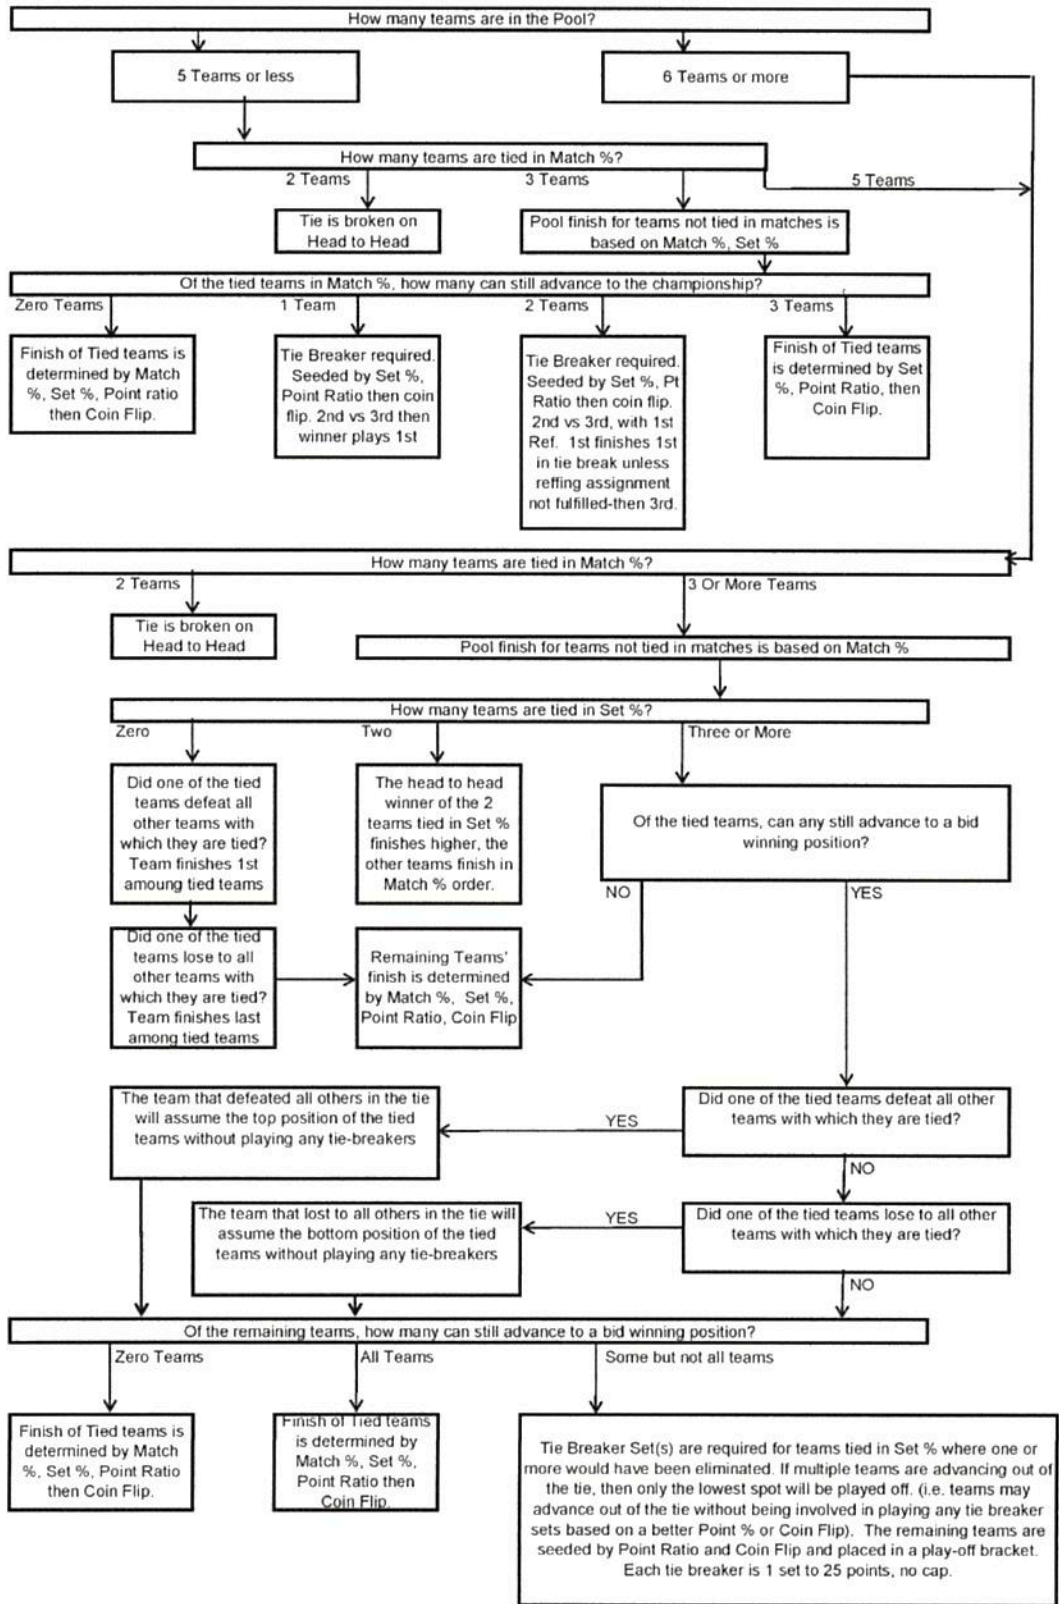 How many teams are in the Pool?
5 Teams or less
6 Teams or more
How many teams are tied in Match %?
2 Teams
3 Teams
5 Teams
Tie is broken on
Head to Head
Pool finish for teams not tied in matches is
based on Match %, Set %
Of the tied teams in Match %, how many can still advance to the championship?
Zero Teams
1 Team
2 Teams
3 Teams
Finish of Tied teams is
determined by Match
%, Set %, Point ratio
then Coin Flip.
Tie Breaker required.
Seeded by Set %,
Point Ratio then coin
flip. 2nd vs 3rd then
winner plays 1st
Tie Breaker required.
Seeded by Set %, Pt
Ratio then coin flip.
2nd vs 3rd, with 1st
Ref. 1st finishes 1st
in tie break unless
reffing assignment
not fulfilled-then 3rd.
Finish of Tied teams
is determined by Set
%, Point Ratio, then
Coin Flip.
How many teams are tied in Match %?
2 Teams
3 Or More Teams
Tie is broken on
Head to Head
Pool finish for teams not tied in matches is based on Match %
How many teams are tied in Set %?
Zero
Two
Three or More
Did one of the tied
teams defeat all
other teams with
which they are tied?
Team finishes 1st
amoung tied teams
The head to head
winner of the 2
teams tied in Set %
finishes higher, the
other teams finish in
Match % order.
Of the tied teams, can any still advance to a bid
winning position?
NO
YES
Did one of the tied
teams lose to all
other teams with
which they are tied?
Team finishes last
among tied teams
Remaining Teams'
finish is determined
by Match %, Set %,
Point Ratio, Coin Flip
The team that defeated all others in the tie
will assume the top position of the tied
teams without playing any tie-breakers
YES
Did one of the tied teams defeat all other
teams with which they are tied?
NO
The team that lost to all others in the tie will
assume the bottom position of the tied
teams without playing any tie-breakers
YES
Did one of the tied teams lose to all other
teams with which they are tied?
NO
Of the remaining teams, how many can still advance to a bid winning position?
Zero Teams
All Teams
Some but not all teams
Finish of Tied teams is
determined by Match
%, Set %, Point Ratio
then Coin Flip.
Finish of Tied teams
is determined by
Match %, Set %,
Point Ratio then
Coin Flip.
Tie Breaker Set(s) are required for teams tied in Set % where one or
more would have been eliminated. If multiple teams are advancing out of
the tie, then only the lowest spot will be played off. (i.e. teams may
advance out of the tie without being involved in playing any tie breaker
sets based on a better Point % or Coin Flip). The remaining teams are
seeded by Point Ratio and Coin Flip and placed in a play-off bracket.
Each tie breaker is 1 set to 25 points, no cap.